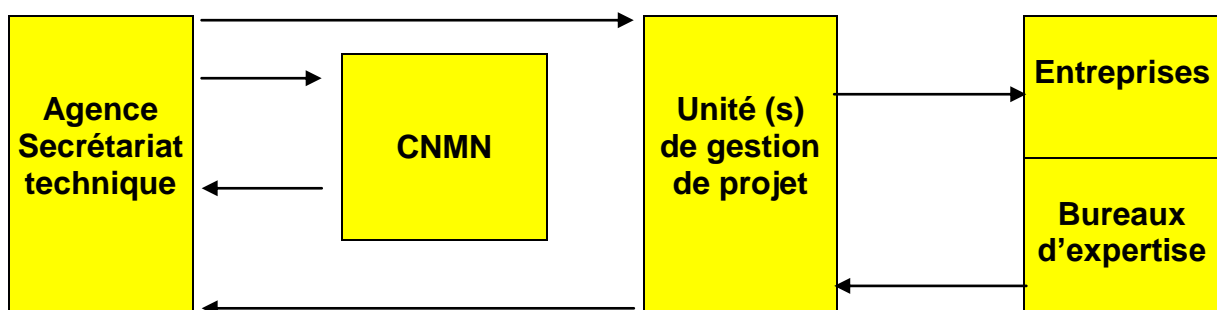 Agence
Secrétariat
technique
CNMN
Unité (s)
de gestion
de projet
Entreprises
Bureaux
d’expertise